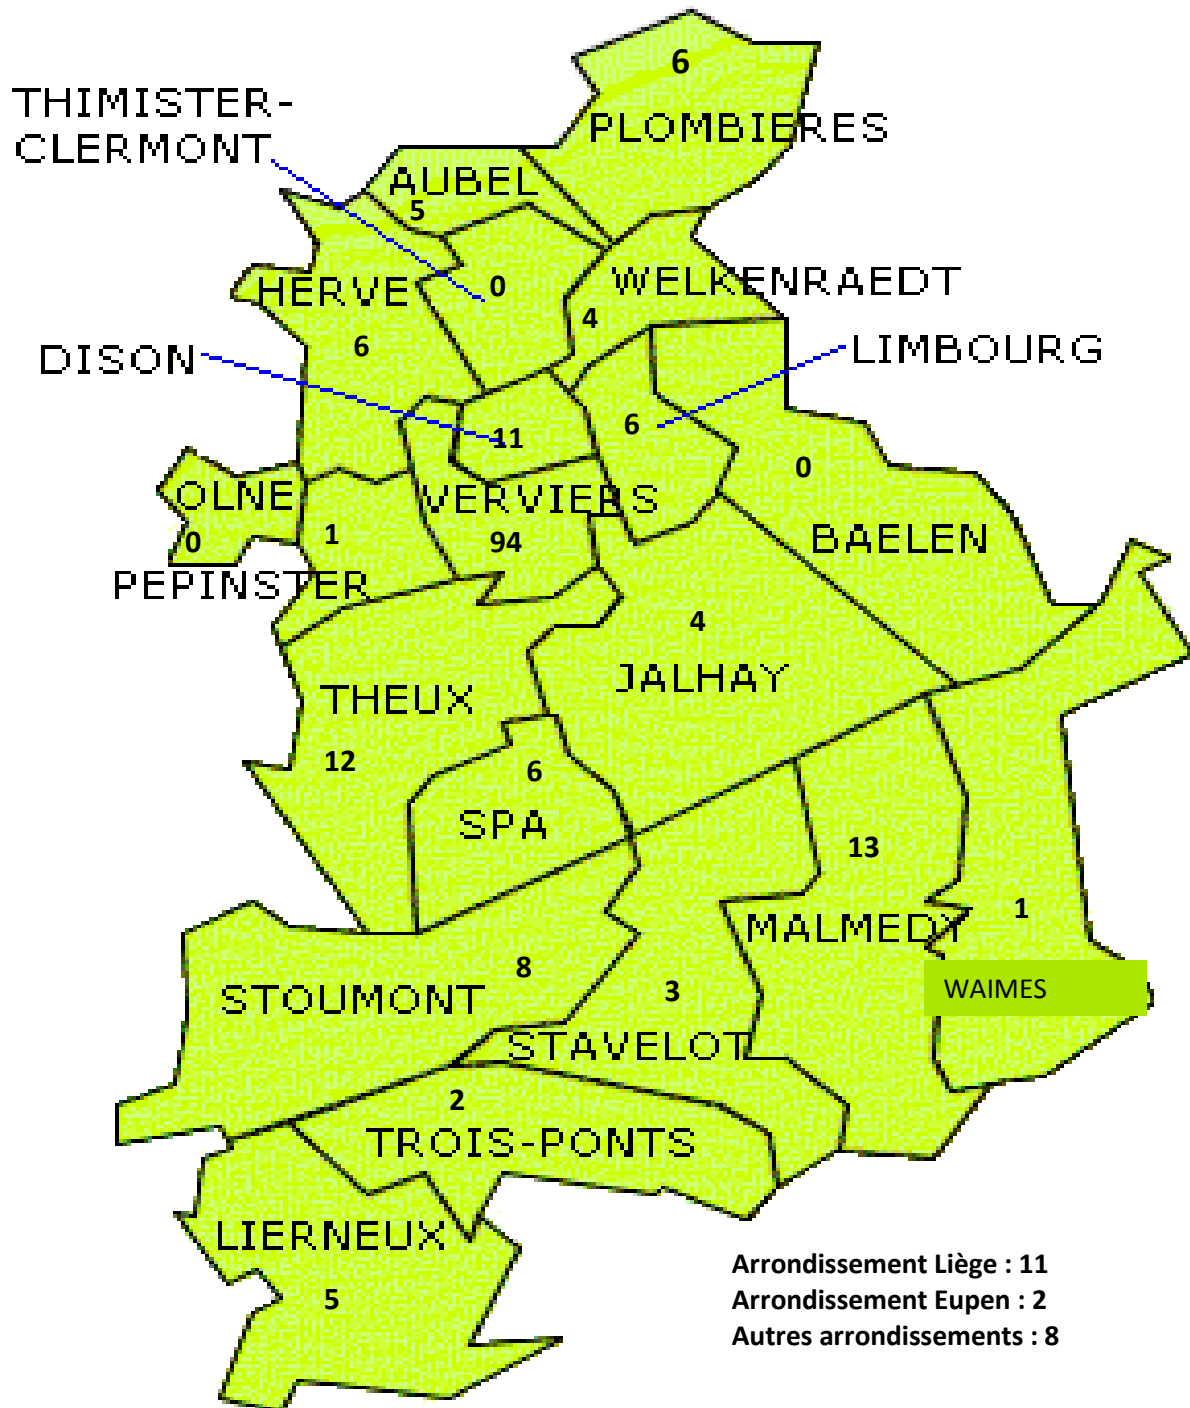 6
THIMISTER-
CLERMONT
PLOMBIERES
AUBEL
5
HERVE
0
WELKENRAEDT
4
6
DISON
LIMBOURG
11
6
0
OLNE
VERVIERS
0
1
94
BAELEN
PEPINSTER
4
JALHAY
THEUX
12
6
SPA
13
1
MALMEDY
8
3
WAIMES
STOUMONT
STAVELOT
2
TROIS-PONTS
LIERNEUX
5
Arrondissement Liège : 11
Arrondissement Eupen : 2
Autres arrondissements : 8